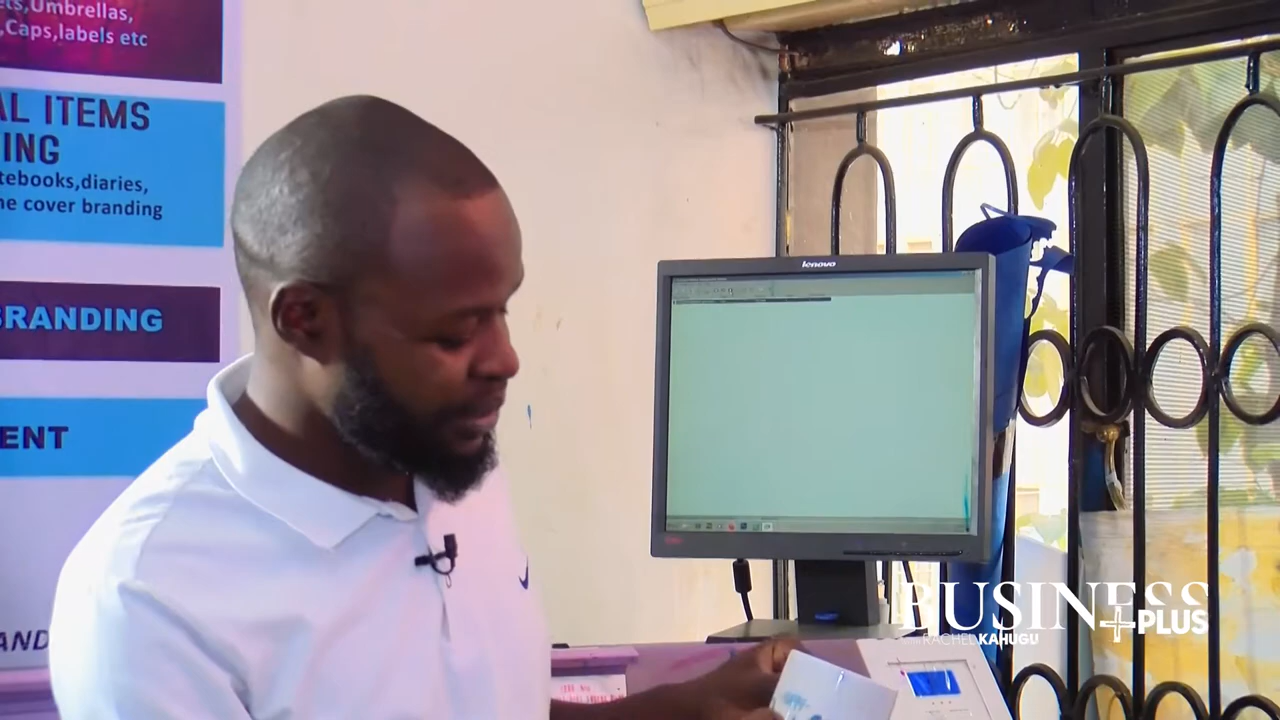 ts,Umbrellas,
,Caps,labels etc
AL ITEMS
ING
tebooks,diaries,
ne cover branding
BRANDING
ENT
AND
lenovo
BUSINESS
PLUS
RACHEL KAHUGU